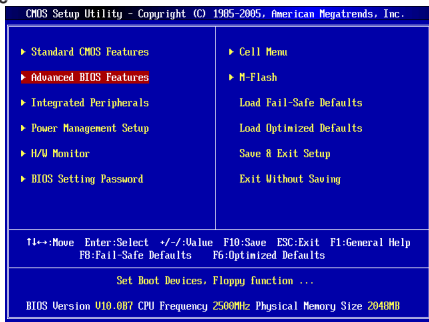 CMOS Setup Utility - Copyright (C) 1985-2005, American Megatrends, Inc.
▶ Standard CMOS Features
▶ Advanced BIOS Features
▶ Integrated Peripherals
▶ Power Management Setup
▶ H/W Monitor
▶ BIOS Setting Password
▶ Cell Menu
▶ M-Flash
Load Fail-Safe Defaults
Load Optimized Defaults
Save & Exit Setup
Exit Without Saving
↑↓←→:Move Enter:Select +/-/:Value F10:Save ESC:Exit F1:General Help
F8:Fail-Safe Defaults F6:Optimized Defaults
Set Boot Devices, Floppy function ...
BIOS Version V10.0B7 CPU Frequency 2500MHz Physical Memory Size 2048MB